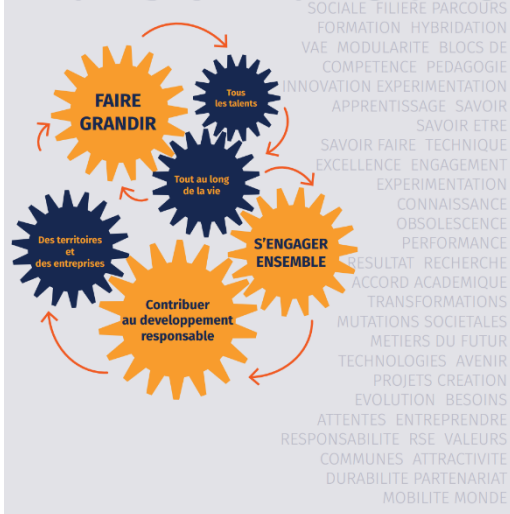 FAIRE
GRANDIR
Tous
les talents
Tout au long
de la vie
S'ENGAGER
ENSEMBLE
Contribuer
au developpement
responsable
Des territoires
et
des entreprises
SOCIALE FILIERE PARCOURS
FORMATION HYBRIDATION
VAE MODULARITE BLOCS DE
COMPETENCE PEDAGOGIE
INNOVATION EXPERIMENTATION
APPRENTISSAGE SAVOIR
SAVOIR ETRE
SAVOIR FAIRE TECHNIQUE
EXCELLENCE ENGAGEMENT
EXPERIMENTATION
CONNAISSANCE
OBSOLESCENCE
PERFORMANCE
RESULTAT RECHERCHE
ACCORD ACADEMIQUE
TRANSFORMATIONS
MUTATIONS SOCIETALES
METIERS DU FUTUR
TECHNOLOGIES AVENIR
PROJETS CREATION
EVOLUTION BESOINS
ATTENTES ENTREPRENDRE
RESPONSABILITE RSE VALEURS
COMMUNES ATTRACTIVITE
DURABILITE PARTENARIAT
MOBILITE MONDE